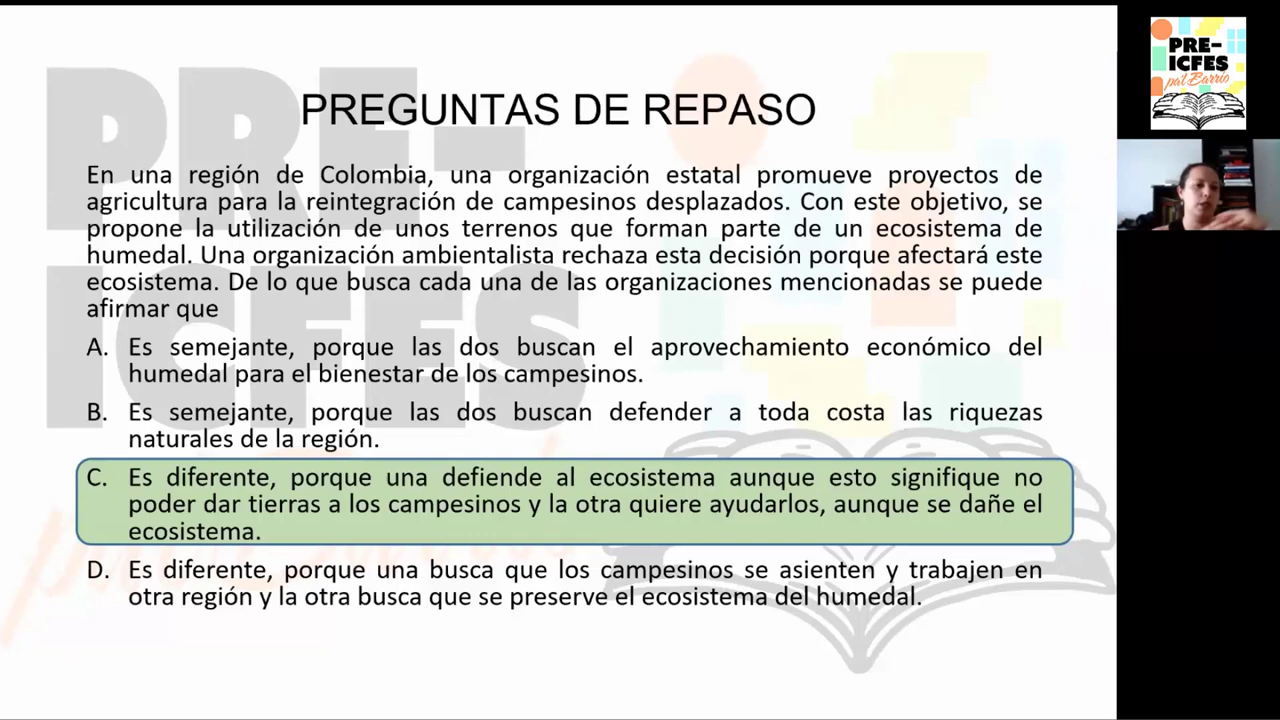 PREGUNTAS DE REPASO
En una región de Colombia, una organización estatal promueve proyectos de
agricultura para la reintegración de campesinos desplazados. Con este objetivo, se
propone la utilización de unos terrenos que forman parte de un ecosistema de
humedal. Una organización ambientalista rechaza esta decisión porque afectará este
ecosistema. De lo que busca cada una de las organizaciones mencionadas se puede
afirmar que
A. Es semejante, porque las dos buscan el aprovechamiento económico del
humedal para el bienestar de los campesinos.
B. Es semejante, porque las dos buscan defender a toda costa las riquezas
naturales de la región.
C. Es diferente, porque una defiende al ecosistema aunque esto signifique no
poder dar tierras a los campesinos y la otra quiere ayudarlos, aunque se dañe el
ecosistema.
D. Es diferente, porque una busca que los campesinos se asienten y trabajen en
otra región y la otra busca que se preserve el ecosistema del humedal.
PRE-
ICFES
pal Barrio
PRE-
ICFES